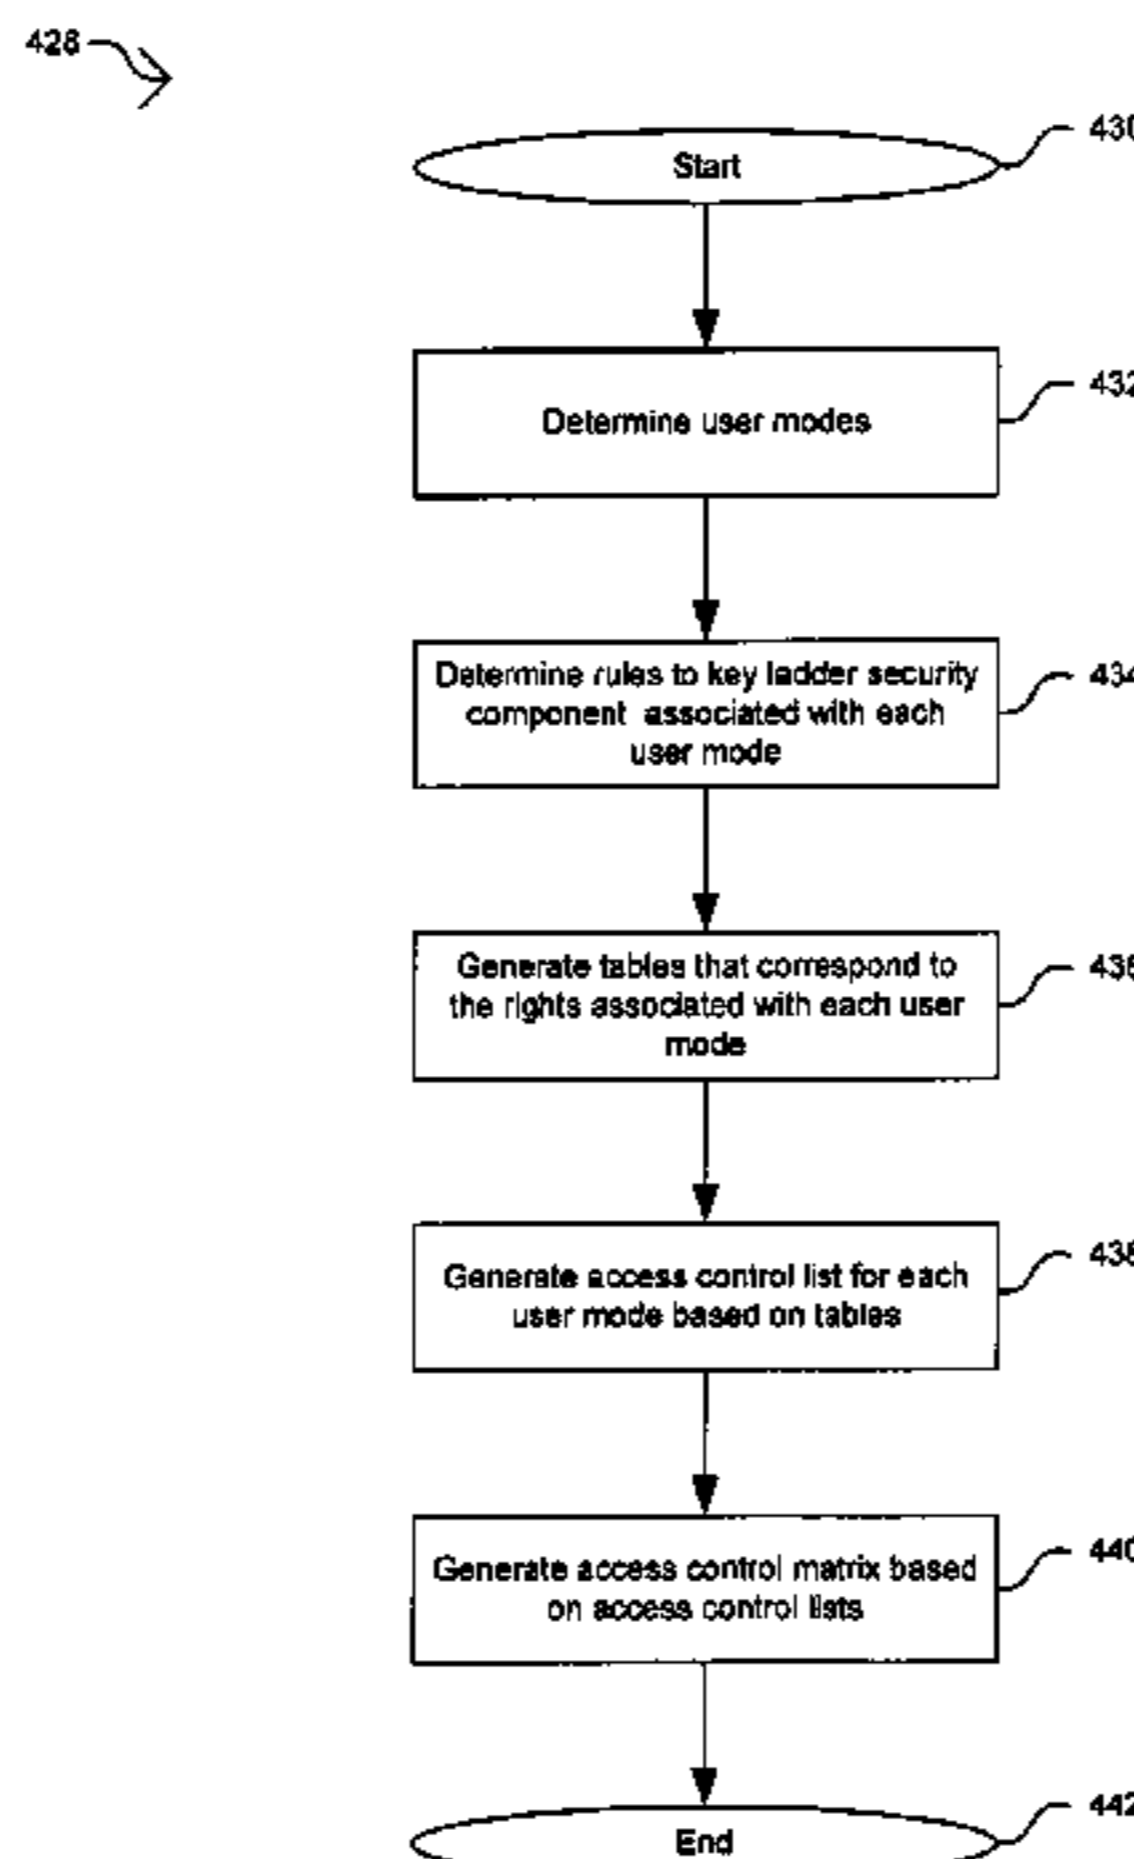 428
430
Start
432
Determine user modes
434
Determine rules to key ladder security
component associated with each
user mode
436
Generate tables that correspond to
the rights associated with each user
mode
438
Generate access control list for each
user mode based on tables
440
Generate access control matrix based
on access control lists
442
End